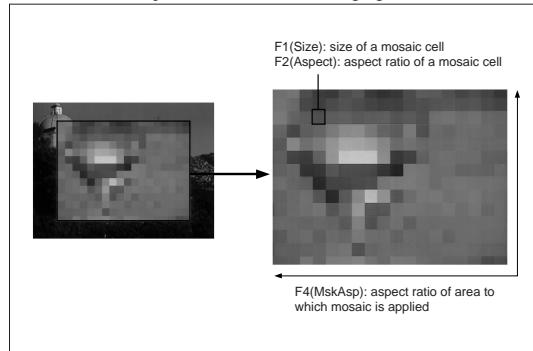 F1(Size): size of a mosaic cell
F2(Aspect): aspect ratio of a mosaic cell
F4(MskAsp): aspect ratio of area to
which mosaic is applied